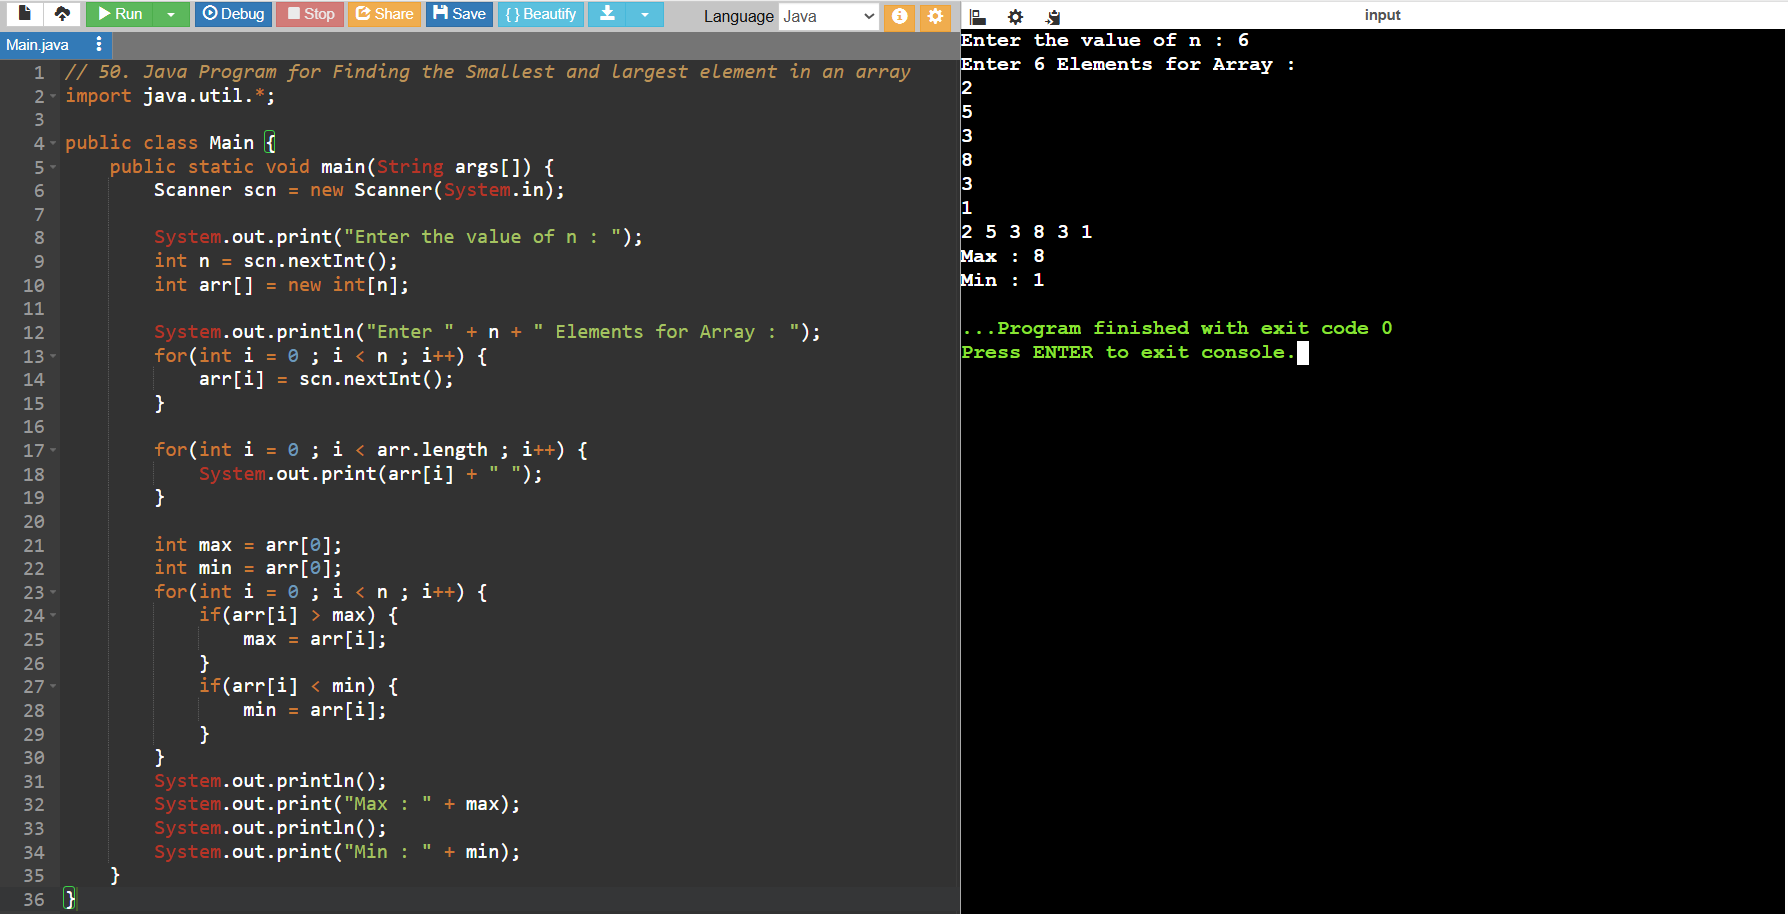 Run Debug Stop Share Save { } Beautify Language Java
Main.java
1 // 50. Java Program for Finding the Smallest and largest element in an array
2 import java.util.*;
3
4 public class Main {
5     public static void main(String args[]) {
6         Scanner scn = new Scanner(System.in);
7
8         System.out.print("Enter the value of n : ");
9         int n = scn.nextInt();
10         int arr[] = new int[n];
11
12         System.out.println("Enter " + n + " Elements for Array : ");
13         for(int i = 0 ; i < n ; i++) {
14             arr[i] = scn.nextInt();
15         }
16
17         for(int i = 0 ; i < arr.length ; i++) {
18             System.out.print(arr[i] + " ");
19         }
20
21         int max = arr[0];
22         int min = arr[0];
23         for(int i = 0 ; i < n ; i++) {
24             if(arr[i] > max) {
25                 max = arr[i];
26             }
27             if(arr[i] < min) {
28                 min = arr[i];
29             }
30         }
31         System.out.println();
32         System.out.print("Max : " + max);
33         System.out.println();
34         System.out.print("Min : " + min);
35     }
36 }
input
Enter the value of n : 6
Enter 6 Elements for Array :
2
5
3
8
3
1
2 5 3 8 3 1
Max : 8
Min : 1

...Program finished with exit code 0
Press ENTER to exit console.